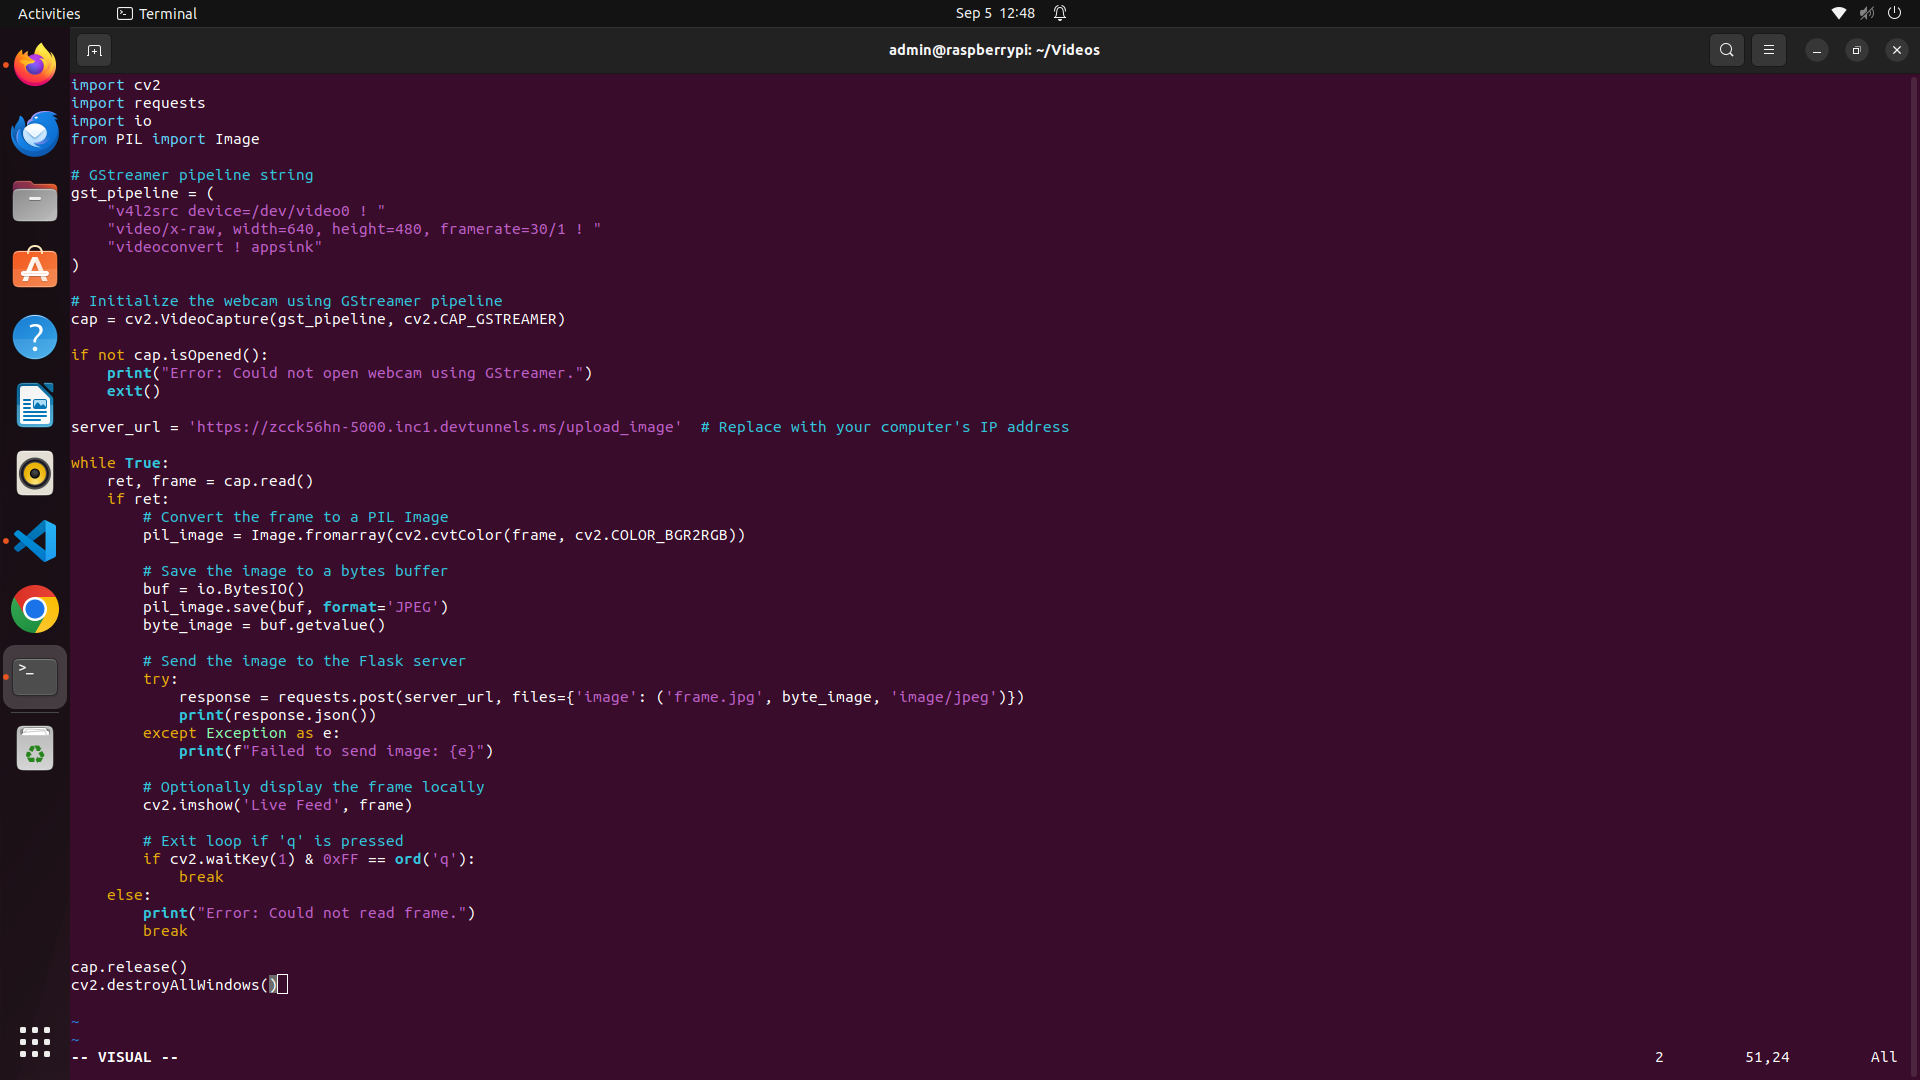 Activities Terminal Sep 5 12:48
admin@raspberrypi: ~/Videos
import cv2
import requests
import io
from PIL import Image

# GStreamer pipeline string
gst_pipeline = (
    "v4l2src device=/dev/video0 ! "
    "video/x-raw, width=640, height=480, framerate=30/1 ! "
    "videoconvert ! appsink"
)

# Initialize the webcam using GStreamer pipeline
cap = cv2.VideoCapture(gst_pipeline, cv2.CAP_GSTREAMER)

if not cap.isOpened():
    print("Error: Could not open webcam using GStreamer.")
    exit()

server_url = 'https://zcck56hn-5000.inc1.devtunnels.ms/upload_image'  # Replace with your computer's IP address

while True:
    ret, frame = cap.read()
    if ret:
        # Convert the frame to a PIL Image
        pil_image = Image.fromarray(cv2.cvtColor(frame, cv2.COLOR_BGR2RGB))

        # Save the image to a bytes buffer
        buf = io.BytesIO()
        pil_image.save(buf, format='JPEG')
        byte_image = buf.getvalue()

        # Send the image to the Flask server
        try:
            response = requests.post(server_url, files={'image': ('frame.jpg', byte_image, 'image/jpeg')})
            print(response.json())
        except Exception as e:
            print(f"Failed to send image: {e}")

        # Optionally display the frame locally
        cv2.imshow('Live Feed', frame)

        # Exit loop if 'q' is pressed
        if cv2.waitKey(1) & 0xFF == ord('q'):
            break
    else:
        print("Error: Could not read frame.")
        break

cap.release()
cv2.destroyAllWindows()

~
~
-- VISUAL -- 2 51,24 All